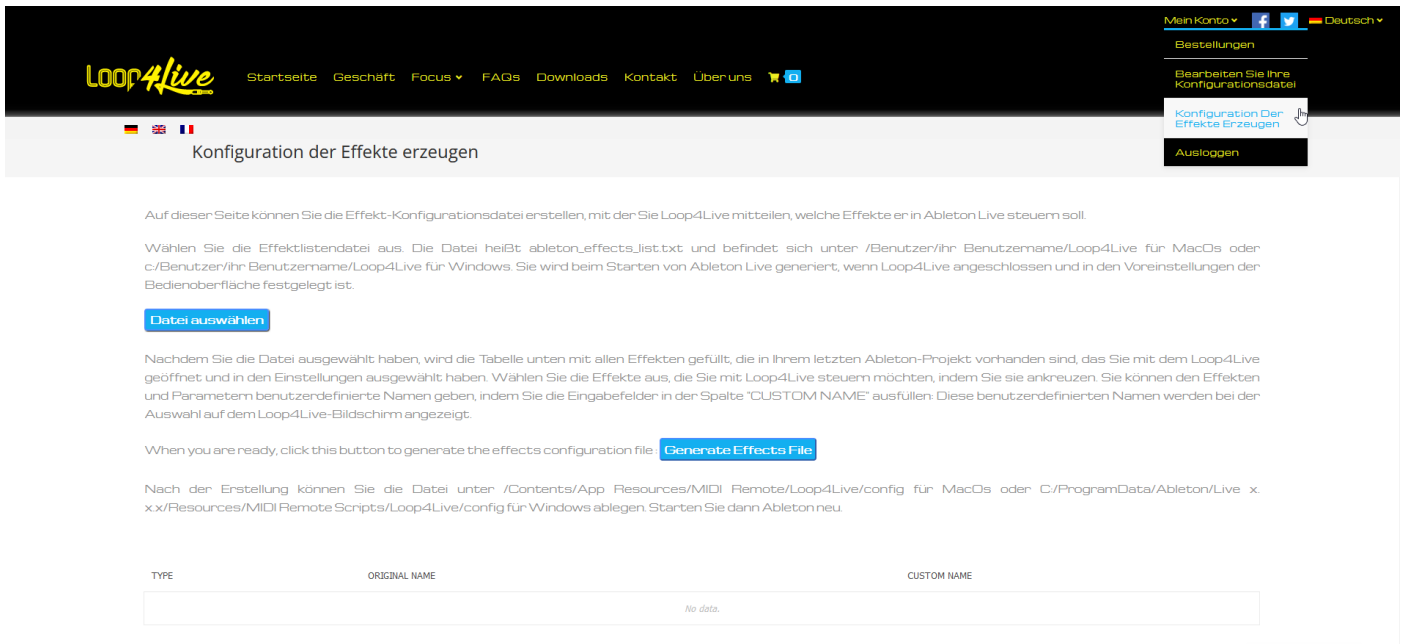 Mein Konto
Deutsch
Bestellungen
Bearbeiten Sie Ihre
Konfigurationsdatei
Konfiguration Der
Effekte Erzeugen
Ausloggen
Loop4Live
Startseite Geschäft Focus FAQs Downloads Kontakt Über uns 0
Konfiguration der Effekte erzeugen
Auf dieser Seite können Sie die Effekt-Konfigurationsdatei erstellen, mit der Sie Loop4Live mitteilen, welche Effekte er in Ableton Live steuern soll.
Wählen Sie die Effektlistendatei aus. Die Datei heißt ableton_effects_list.txt und befindet sich unter /Benutzer/ihr Benutzername/Loop4Live für MacOs oder
c:/Benutzer/ihr Benutzername/Loop4Live für Windows. Sie wird beim Starten von Ableton Live generiert, wenn Loop4Live angeschlossen und in den Voreinstellungen der
Bedienoberfläche festgelegt ist.
Datei auswählen
Nachdem Sie die Datei ausgewählt haben, wird die Tabelle unten mit allen Effekten gefüllt, die in Ihrem letzten Ableton-Projekt vorhanden sind, das Sie mit dem Loop4Live
geöffnet und in den Einstellungen ausgewählt haben. Wählen Sie die Effekte aus, die Sie mit Loop4Live steuern möchten, indem Sie sie ankreuzen. Sie können den Effekten
und Parametern benutzerdefinierte Namen geben, indem Sie die Eingabefelder in der Spalte "CUSTOM NAME" ausfüllen: Diese benutzerdefinierten Namen werden bei der
Auswahl auf dem Loop4Live-Bildschirm angezeigt.
When you are ready, click this button to generate the effects configuration file : Generate Effects File
Nach der Erstellung können Sie die Datei unter /Contents/App Resources/MIDI Remote/Loop4Live/config für MacOs oder C:/ProgramData/Ableton/Live x.
x.x/Resources/MIDI Remote Scripts/Loop4Live/config für Windows ablegen. Starten Sie dann Ableton neu.
TYPE ORIGINAL NAME CUSTOM NAME
No data.